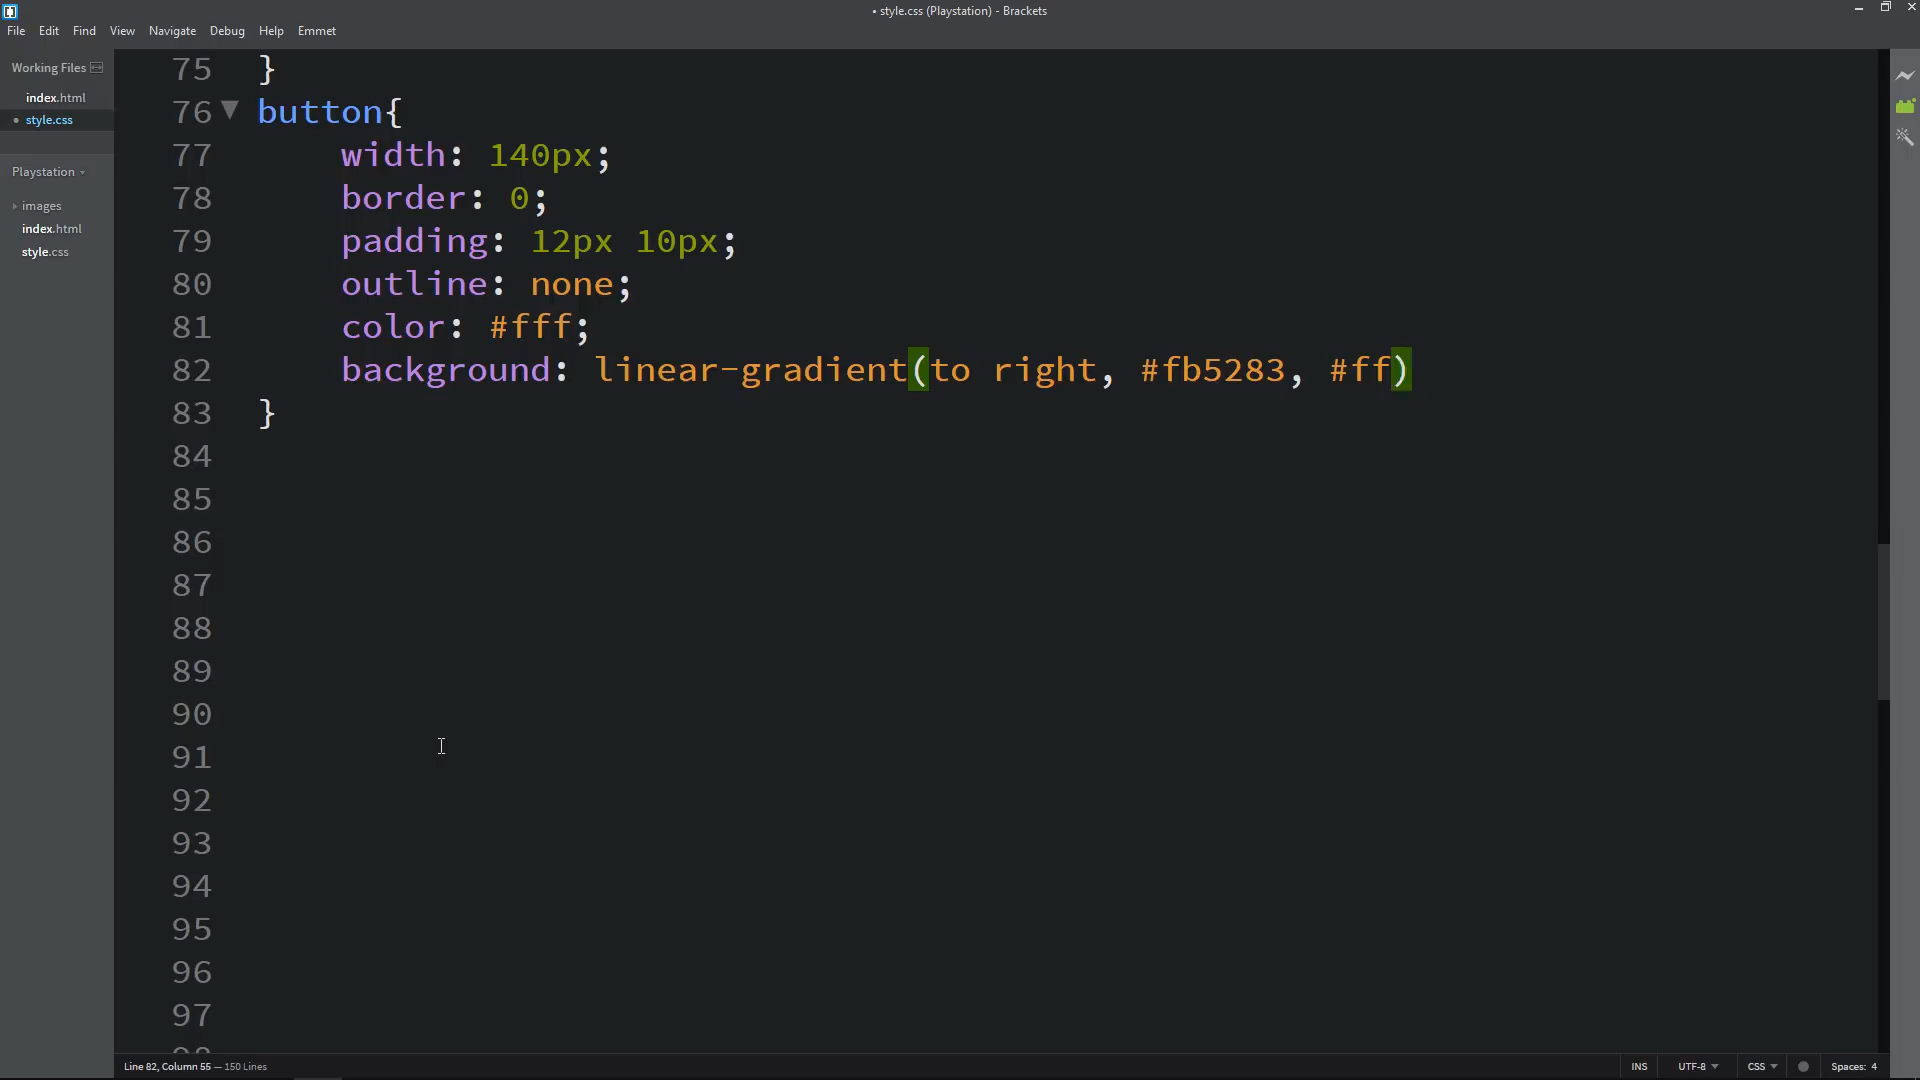 • style.css (Playstation) - Brackets
File Edit Find View Navigate Debug Help Emmet
Working Files
index.html
• style.css
Playstation
images
index.html
style.css
75 }
76 button{
77 width: 140px;
78 border: 0;
79 padding: 12px 10px;
80 outline: none;
81 color: #fff;
82 background: linear-gradient(to right, #fb5283, #ff)
83 }
84
85
86
87
88
89
90
91
92
93
94
95
96
97
98
Line 82, Column 55 — 150 Lines
INS UTF-8 CSS Spaces: 4